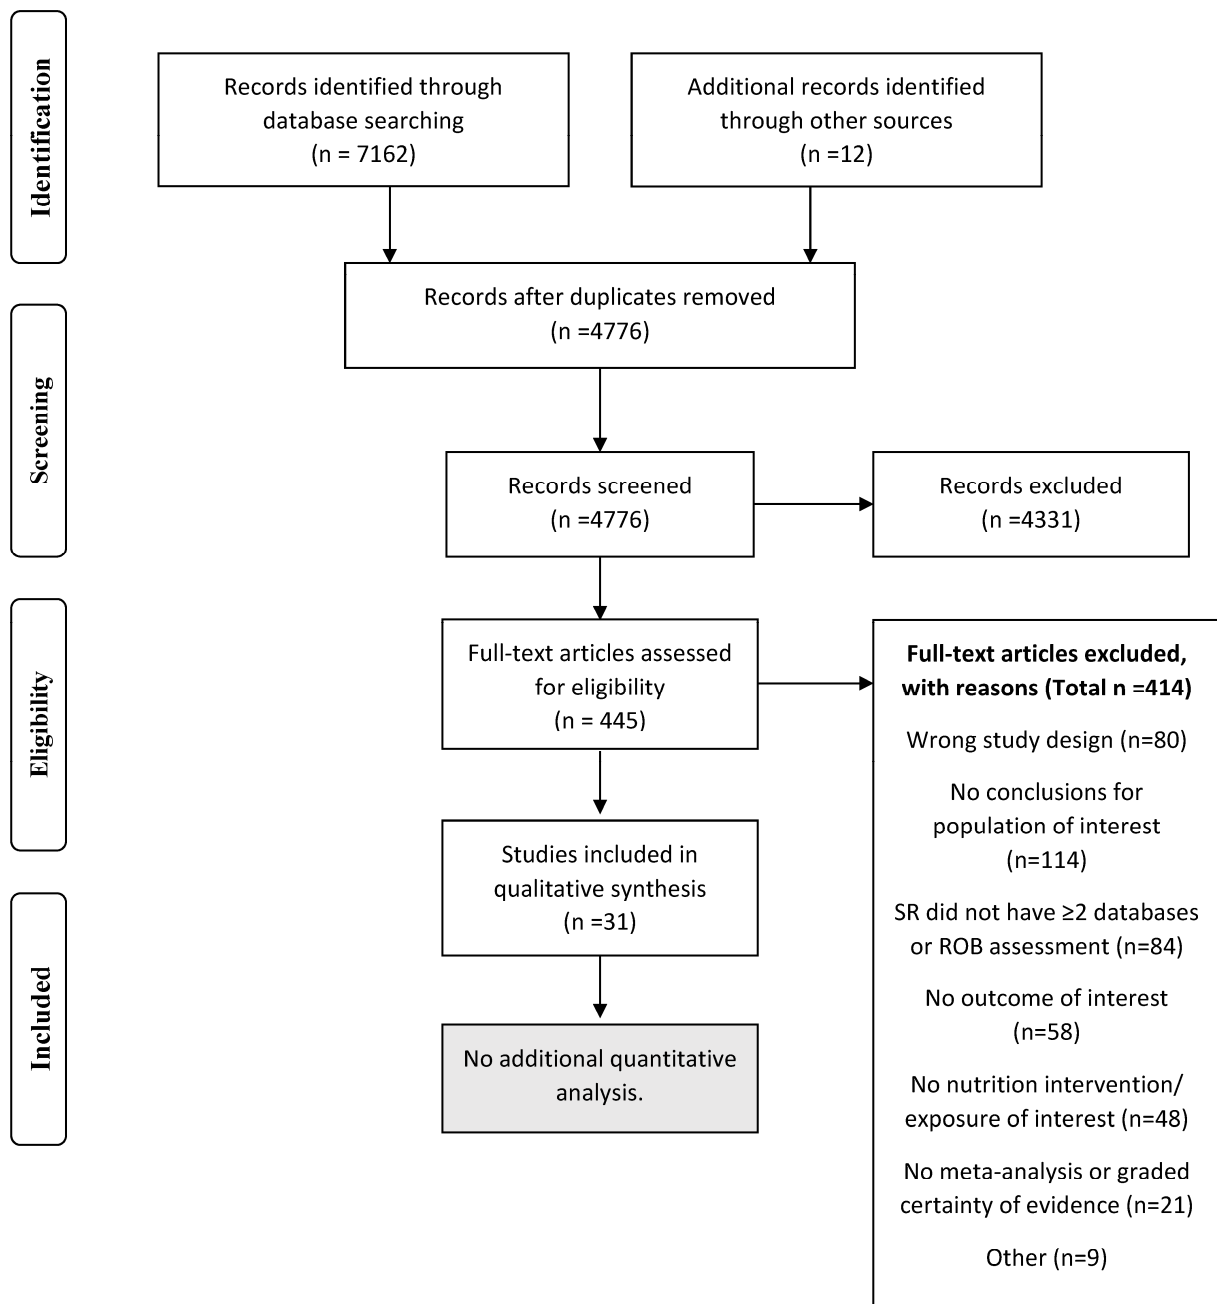 Identification
Records identified through
database searching
(n = 7162)
Additional records identified
through other sources
(n =12)
Records after duplicates removed
(n =4776)
Screening
Records screened
(n =4776)
Records excluded
(n =4331)
Eligibility
Full-text articles assessed
for eligibility
(n = 445)
Full-text articles excluded,
with reasons (Total n =414)
Wrong study design (n=80)
No conclusions for
population of interest
(n=114)
SR did not have ≥2 databases
or ROB assessment (n=84)
No outcome of interest
(n=58)
No nutrition intervention/
exposure of interest (n=48)
No meta-analysis or graded
certainty of evidence (n=21)
Other (n=9)
Studies included in
qualitative synthesis
(n =31)
Included
No additional quantitative
analysis.